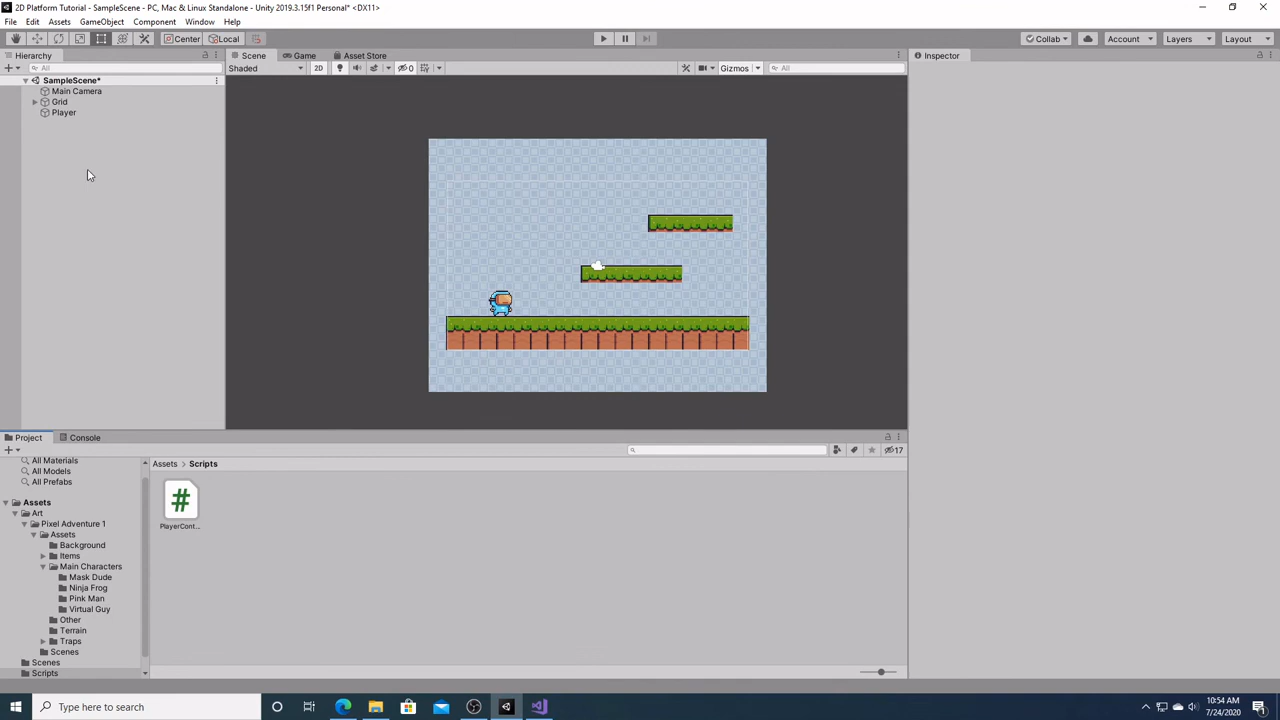 2D Platform Tutorial - SampleScene - PC, Mac & Linux Standalone - Unity 2019.3.15f1 Personal* <DX11>
File Edit Assets GameObject Component Window Help
Center Local Collab Account Layers Layout
Hierarchy Scene Game Asset Store Inspector
All Shaded 2D 0 Gizmos All
SampleScene*
Main Camera
Grid
Player
Project Console
17
All Materials
All Models
All Prefabs
Assets > Scripts
PlayerCont...
Assets
Art
Pixel Adventure 1
Assets
Background
Items
Main Characters
Mask Dude
Ninja Frog
Pink Man
Virtual Guy
Other
Terrain
Traps
Scenes
Scenes
Scripts
Type here to search
10:54 AM
7/24/2020
1